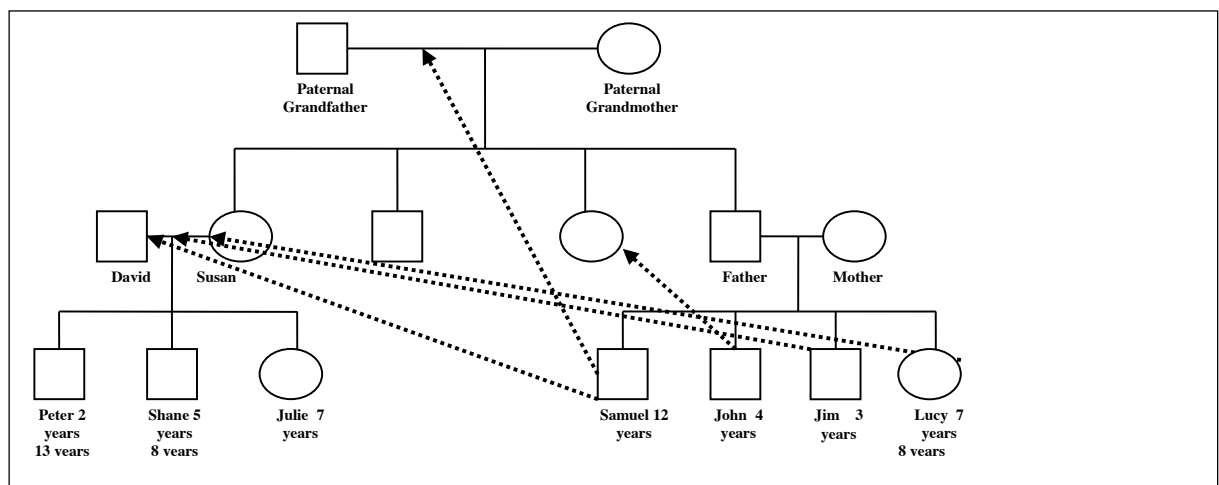 Paternal
Grandfather
Paternal
Grandmother
David
Susan
Father
Mother
Peter 2
years
13 years
Shane 5
years
8 years
Julie 7
years
Samuel 12
years
John 4
years
Jim 3
years
Lucy 7
years
8 years